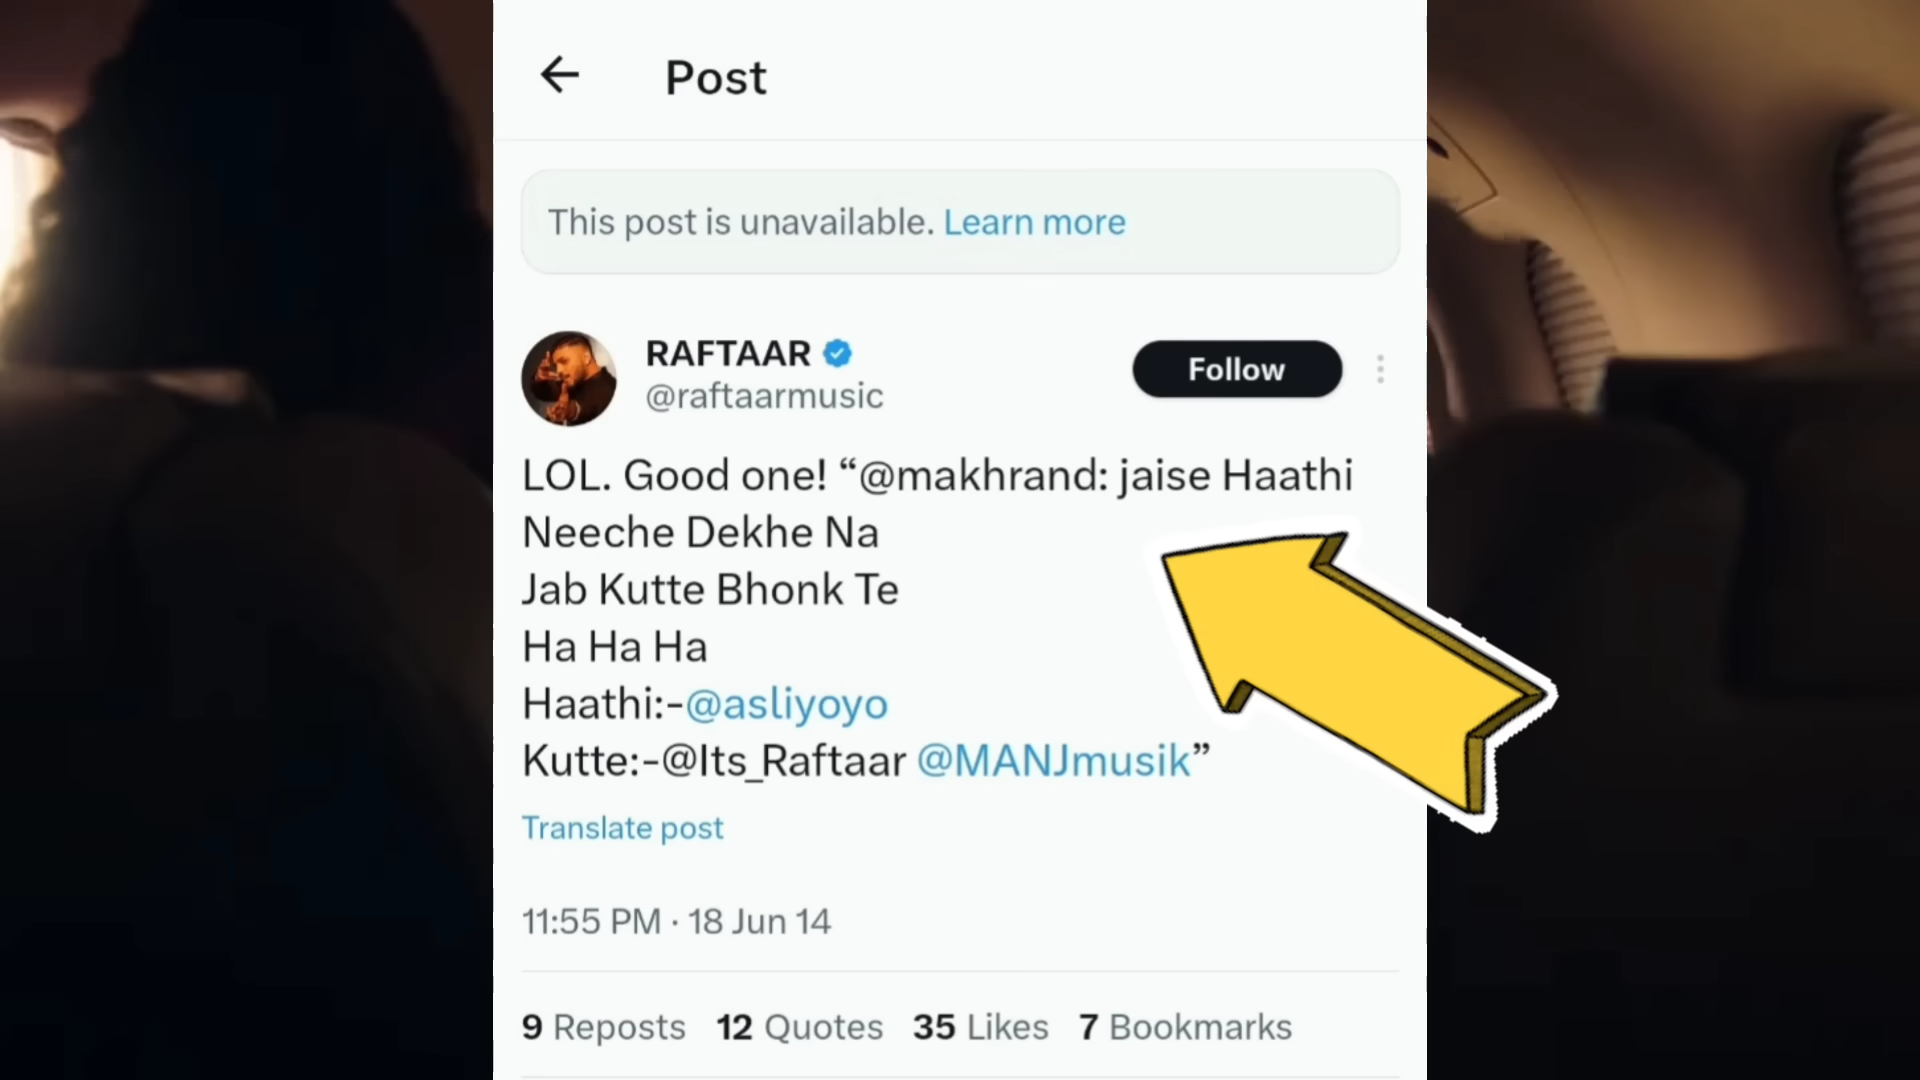 Post
This post is unavailable. Learn more
RAFTAAR
@raftaarmusic
Follow
LOL. Good one! “@makhrand: jaise Haathi
Neeche Dekhe Na
Jab Kutte Bhonk Te
Ha Ha Ha
Haathi:-@asliyoyo
Kutte:-@Its_Raftaar @MANJmusik”
Translate post
11:55 PM · 18 Jun 14
9 Reposts 12 Quotes 35 Likes 7 Bookmarks